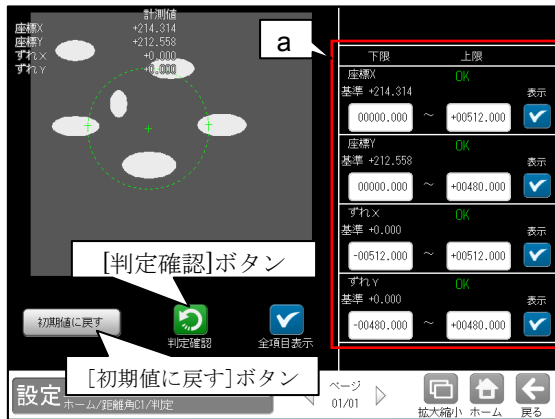 計測値
座標X +214.314
座標Y +212.558
ずれX +0.000
ずれY +0.000
a
下限 上限
座標X OK
基準 +214.314 表示
00000.000 ～ +00512.000
座標Y OK
基準 +212.558 表示
00000.000 ～ +00480.000
ずれX OK
基準 +0.000 表示
-00512.000 ～ +00512.000
ずれY OK
基準 +0.000 表示
-00480.000 ～ +00480.000
[判定確認]ボタン
初期値に戻す
判定確認
全項目表示
[初期値に戻す]ボタン
設定 ホーム/距離角01/判定
ページ
01/01
拡大縮小 ホーム 戻る